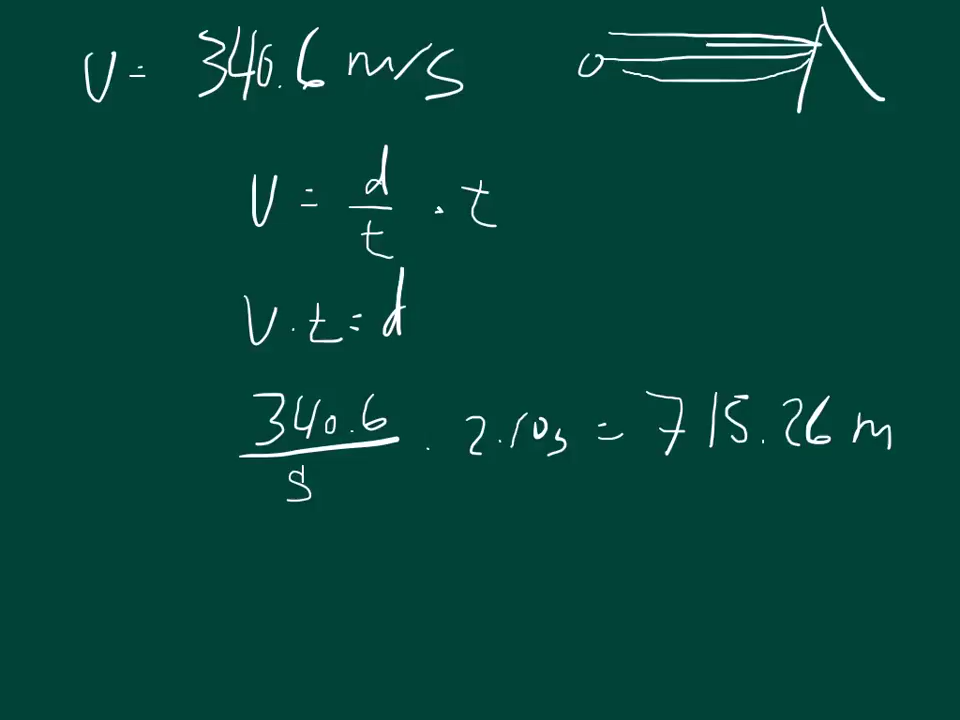 V = 340.6 m/s
V = d/t · t
V · t = d
340.6/s · 2.10s = 715.26 m